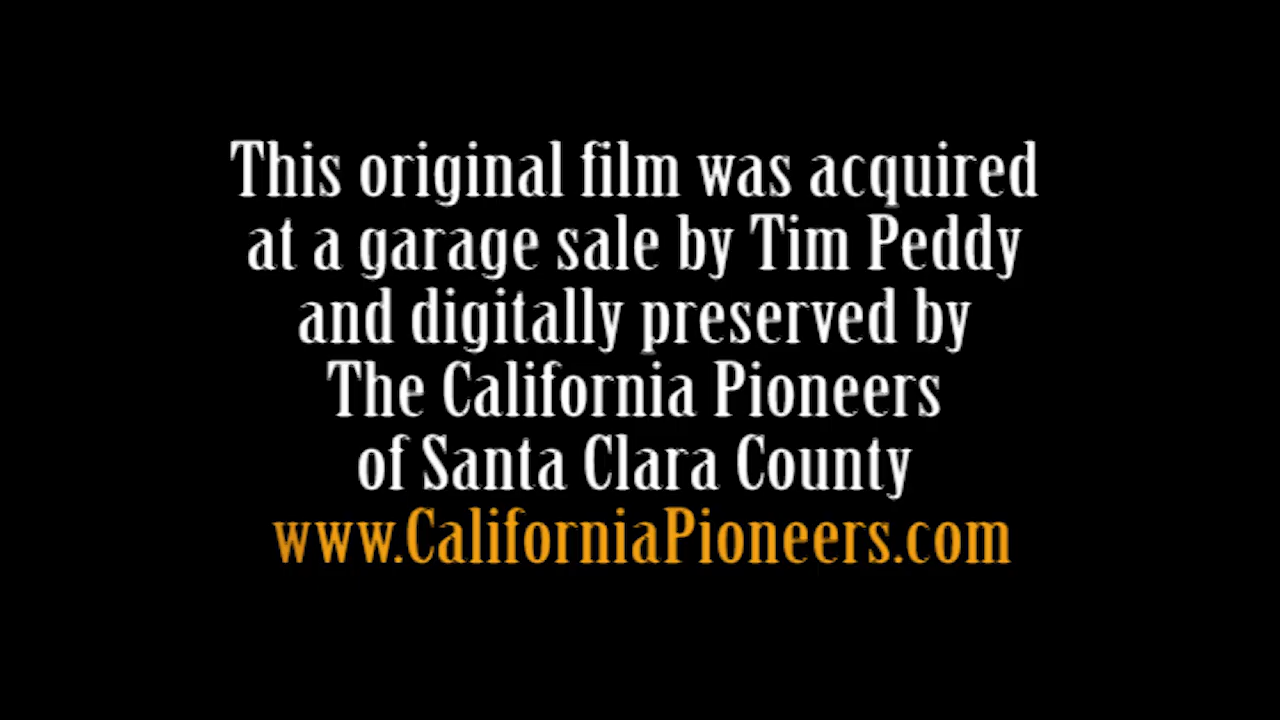 This original film was acquired
at a garage sale by Tim Peddy
and digitally preserved by
The California Pioneers
of Santa Clara County
www.CaliforniaPioneers.com